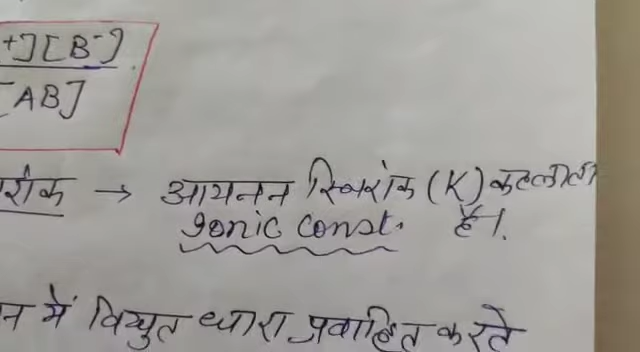 +][B⁻]
[AB]
रांक → आयनन स्थिरांक (K) कहलाता
Ionic Const. है।
न में विद्युत धारा प्रवाहित करते